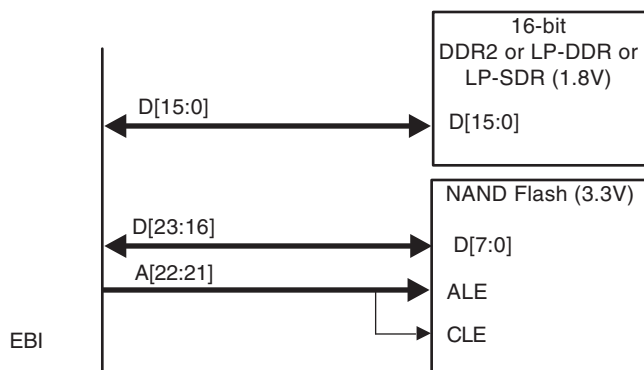 16-bit
DDR2 or LP-DDR or
LP-SDR (1.8V)
D[15:0]
D[15:0]
NAND Flash (3.3V)
D[23:16]
D[7:0]
A[22:21]
ALE
CLE
EBI